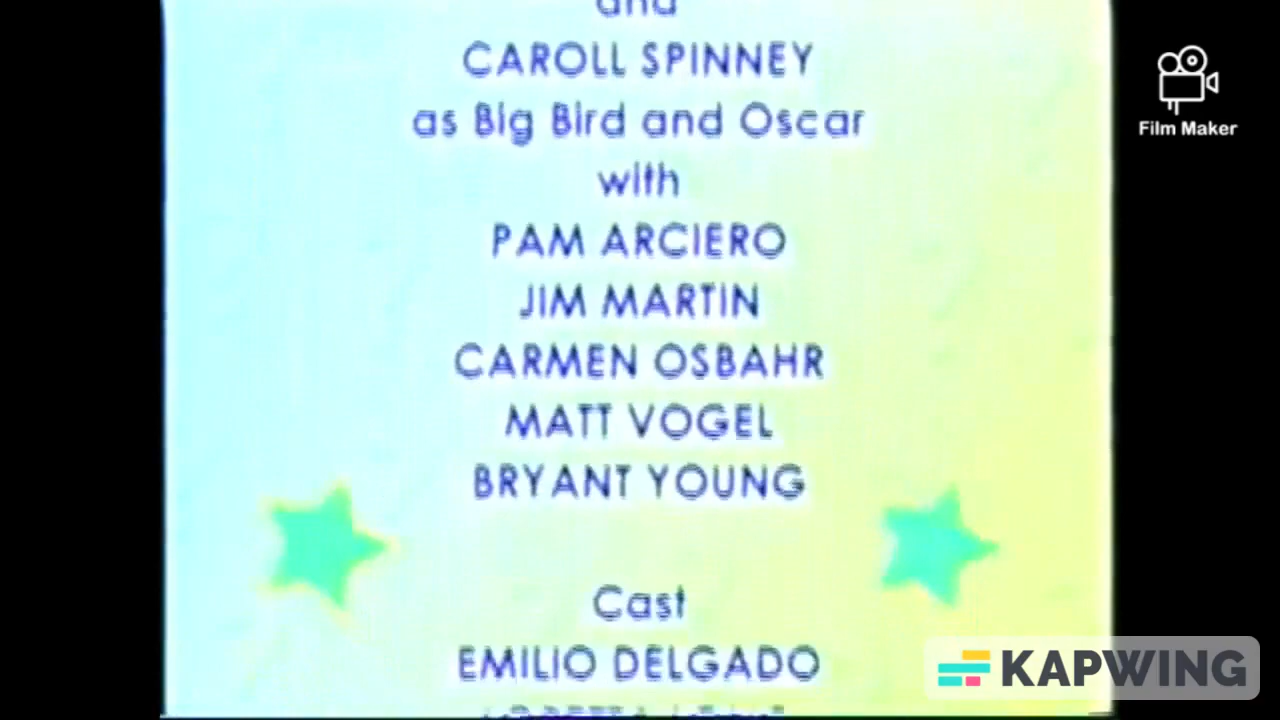 and
CAROLL SPINNEY
as Big Bird and Oscar
with
PAM ARCIERO
JIM MARTIN
CARMEN OSBAHR
MATT VOGEL
BRYANT YOUNG
Cast
EMILIO DELGADO
Film Maker
KAPWING